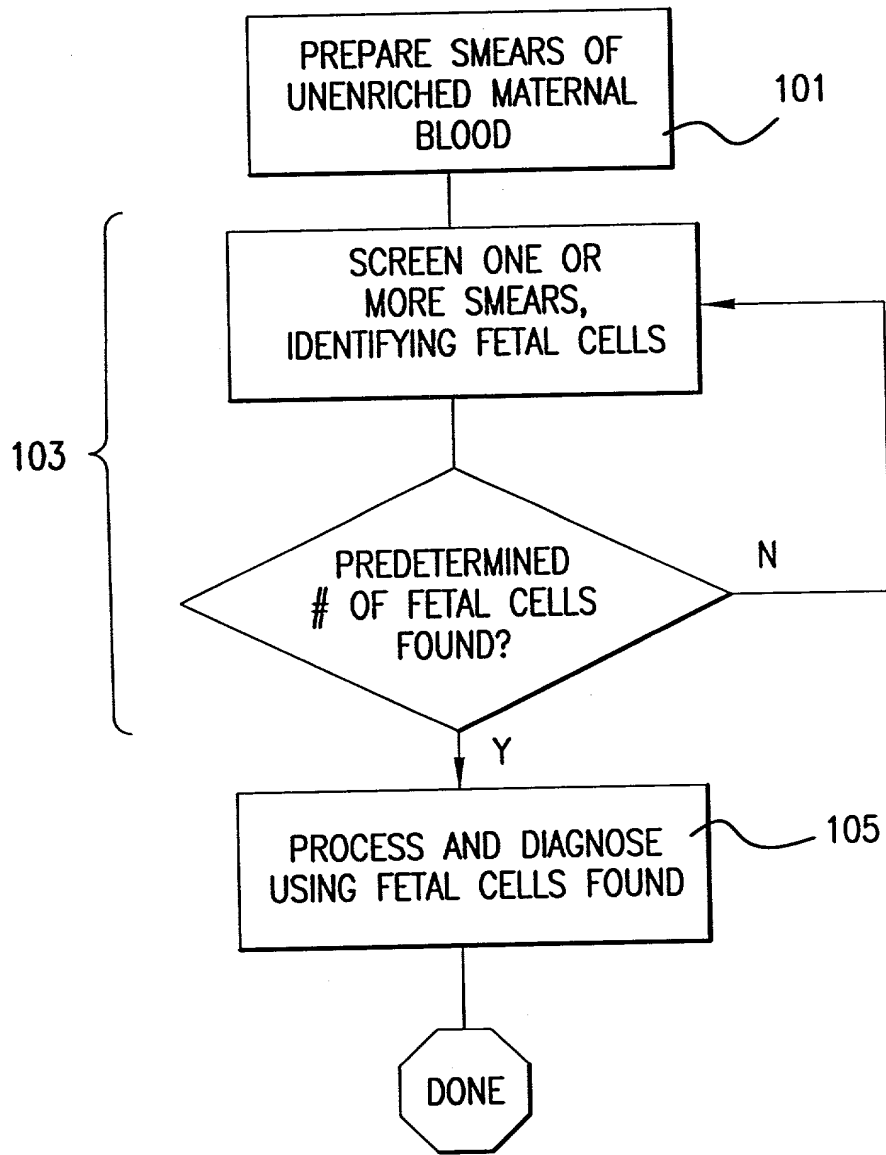 PREPARE SMEARS OF
UNENRICHED MATERNAL
BLOOD
101
SCREEN ONE OR
MORE SMEARS,
IDENTIFYING FETAL CELLS
103
PREDETERMINED
# OF FETAL CELLS
FOUND?
N
Y
PROCESS AND DIAGNOSE
USING FETAL CELLS FOUND
105
DONE